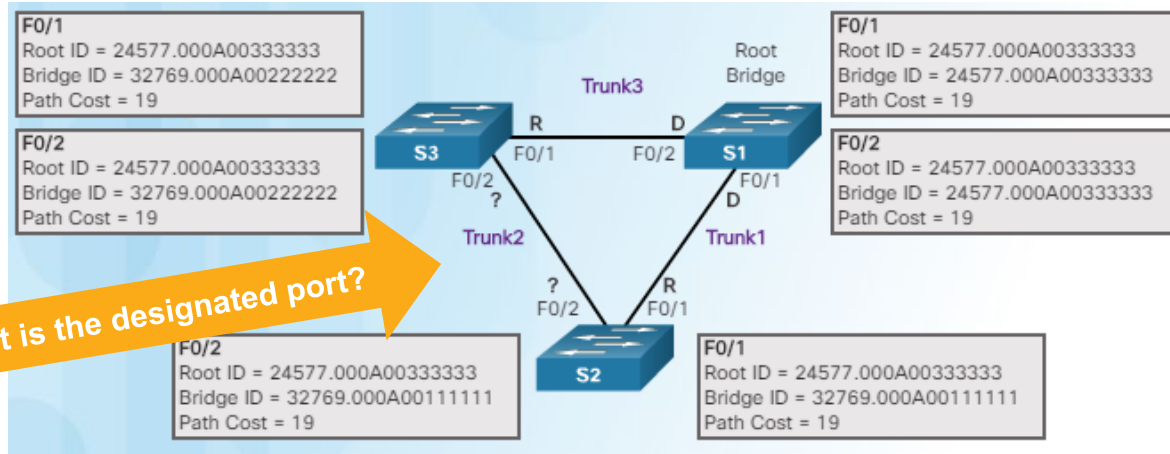 F0/1
Root ID = 24577.000A00333333
Bridge ID = 32769.000A00222222
Path Cost = 19
F0/2
Root ID = 24577.000A00333333
Bridge ID = 32769.000A00222222
Path Cost = 19
F0/1
Root ID = 24577.000A00333333
Bridge ID = 24577.000A00333333
Path Cost = 19
F0/2
Root ID = 24577.000A00333333
Bridge ID = 24577.000A00333333
Path Cost = 19
Root
Bridge
Trunk3
R
D
S3
F0/1
F0/2
S1
F0/2
?
F0/1
D
Trunk2
Trunk1
?
F0/2
R
F0/1
S2
is the designated port?
F0/2
Root ID = 24577.000A00333333
Bridge ID = 32769.000A00111111
Path Cost = 19
F0/1
Root ID = 24577.000A00333333
Bridge ID = 32769.000A00111111
Path Cost = 19